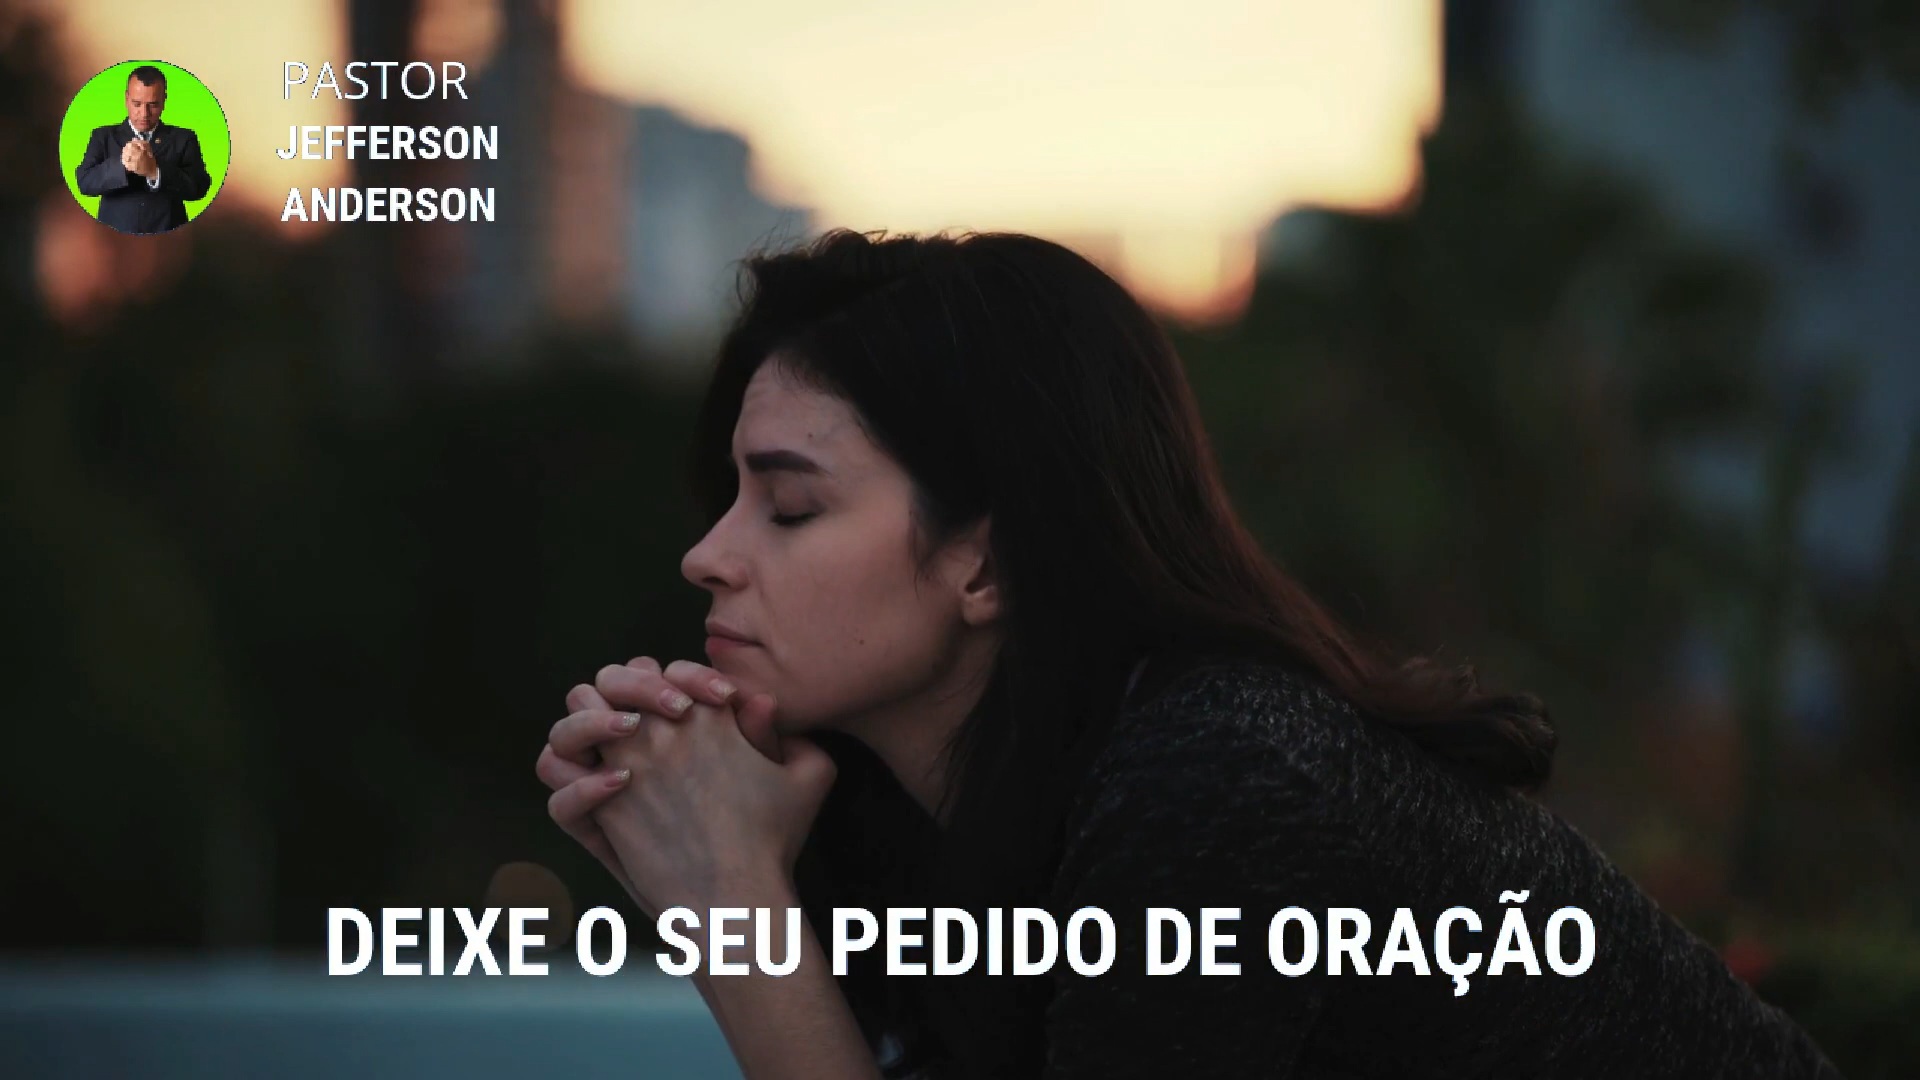 PASTOR
JEFFERSON
ANDERSON
DEIXE O SEU PEDIDO DE ORAÇÃO